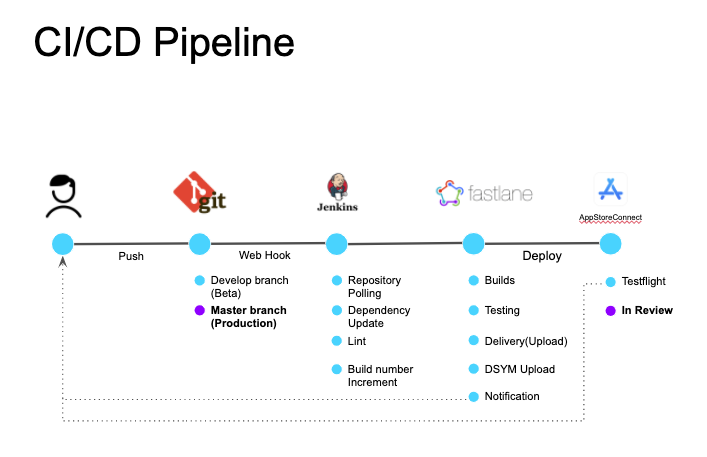 CI/CD Pipeline
git
Jenkins
fastlane
AppStoreConnect
Push
Web Hook
Deploy
Develop branch
(Beta)
Master branch
(Production)
Repository
Polling
Dependency
Update
Lint
Build number
Increment
Builds
Testing
Delivery(Upload)
DSYM Upload
Notification
Testflight
In Review